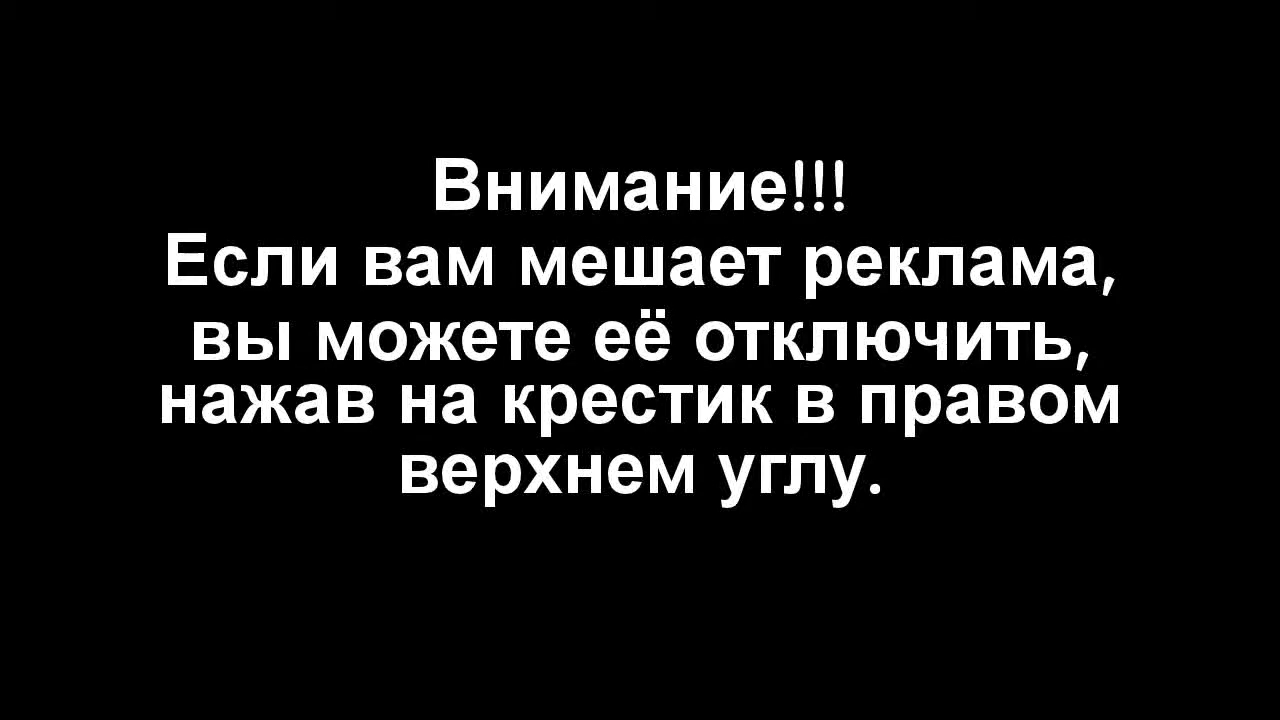 Внимание!!!
Если вам мешает реклама,
вы можете её отключить,
нажав на крестик в правом
верхнем углу.